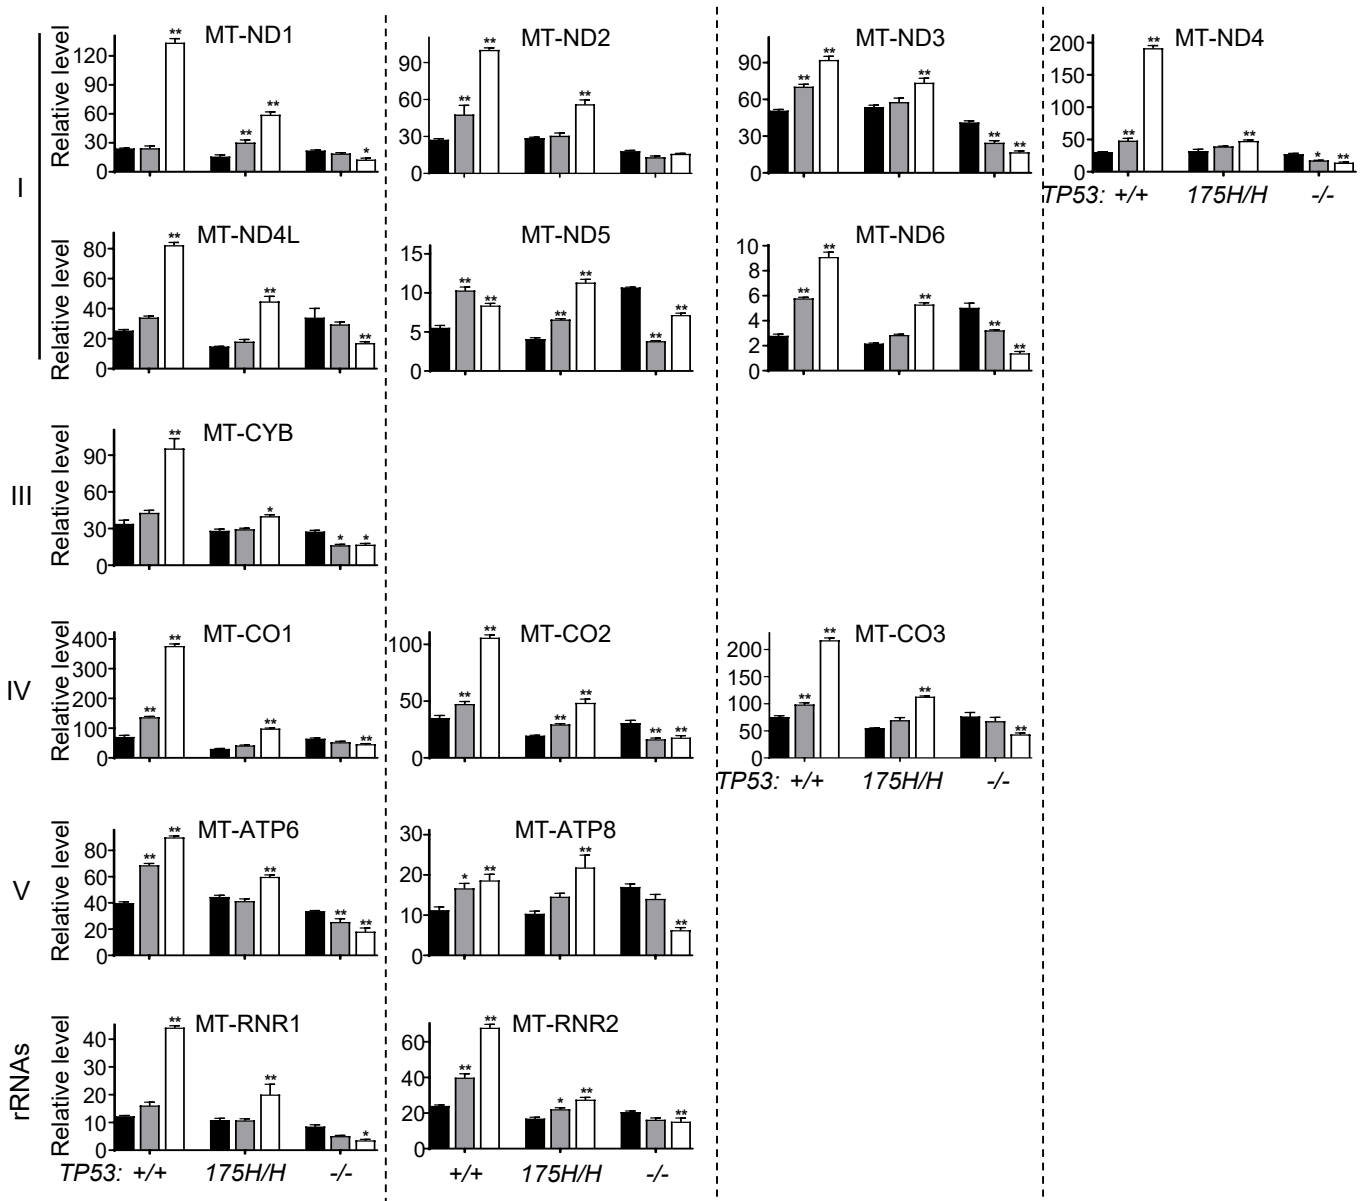 I
Relative level
MT-ND1
120
90
60
30
0
** ** ** *
MT-ND2
90
60
30
0
** ** **
MT-ND3
90
60
30
0
** ** ** ** **
MT-ND4
200
150
100
50
0
** ** ** * **
TP53: +/+ 175H/H -/-
Relative level
MT-ND4L
80
60
40
20
0
** ** **
MT-ND5
15
10
5
0
** ** ** ** ** **
MT-ND6
10
8
6
4
2
0
** ** ** ** **
III
Relative level
MT-CYB
90
60
30
0
** * * *
IV
Relative level
MT-CO1
400
300
200
100
0
** ** ** **
MT-CO2
100
50
0
** ** ** ** ** **
MT-CO3
200
150
100
50
0
** ** ** **
TP53: +/+ 175H/H -/-
V
Relative level
MT-ATP6
80
60
40
20
0
** ** ** ** **
MT-ATP8
30
20
10
0
* ** ** **
rRNAs
Relative level
MT-RNR1
40
30
20
10
0
** ** *
TP53: +/+ 175H/H -/-
MT-RNR2
60
40
20
0
** ** * ** **
+/+ 175H/H -/-